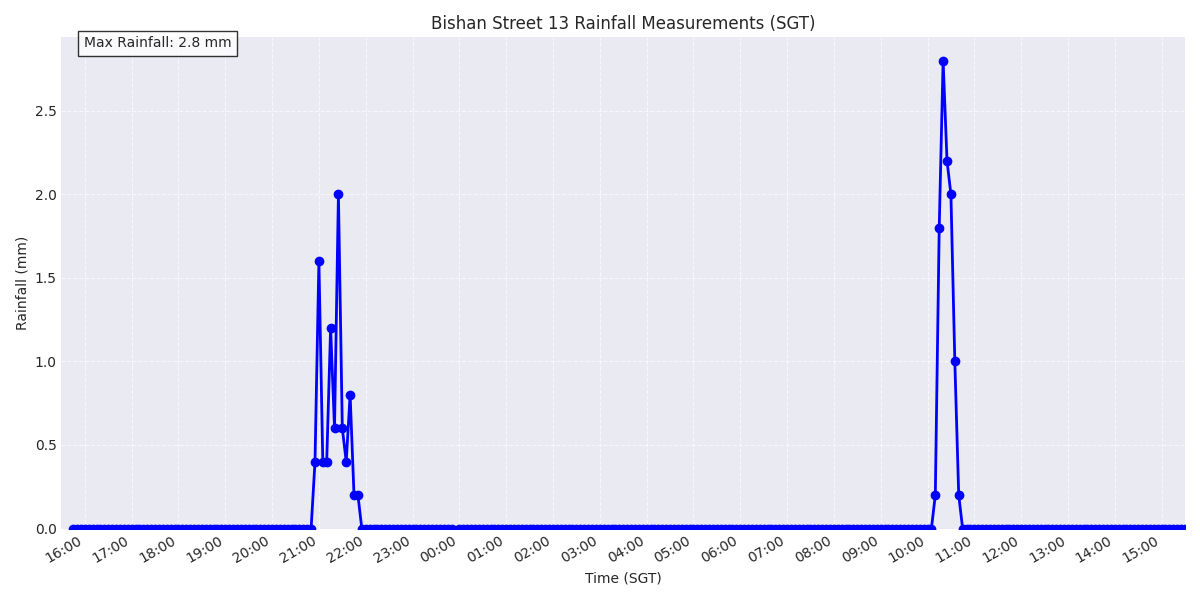 Bishan Street 13 Rainfall Measurements (SGT)
Max Rainfall: 2.8 mm
Rainfall (mm)
2.5
2.0
1.5
1.0
0.5
0.0
16:00 17:00 18:00 19:00 20:00 21:00 22:00 23:00 00:00 01:00 02:00 03:00 04:00 05:00 06:00 07:00 08:00 09:00 10:00 11:00 12:00 13:00 14:00 15:00
Time (SGT)